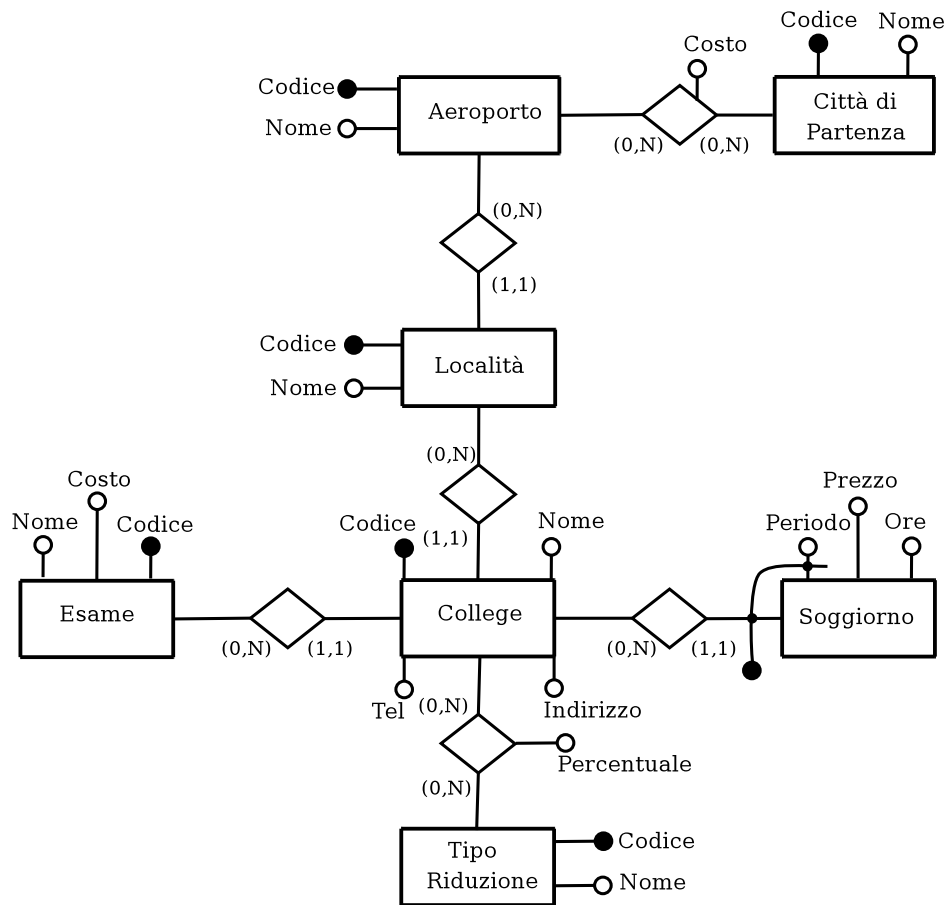 Codice
Nome
Costo
Codice
Aeroporto
Città di
Partenza
Nome
(0,N)
(0,N)
(0,N)
(1,1)
Codice
Località
Nome
(0,N)
Costo
Prezzo
Nome
Codice
Codice
(1,1)
Nome
Periodo
Ore
Esame
College
Soggiorno
(0,N)
(1,1)
(0,N)
(1,1)
Tel
(0,N)
Indirizzo
Percentuale
(0,N)
Tipo
Riduzione
Codice
Nome